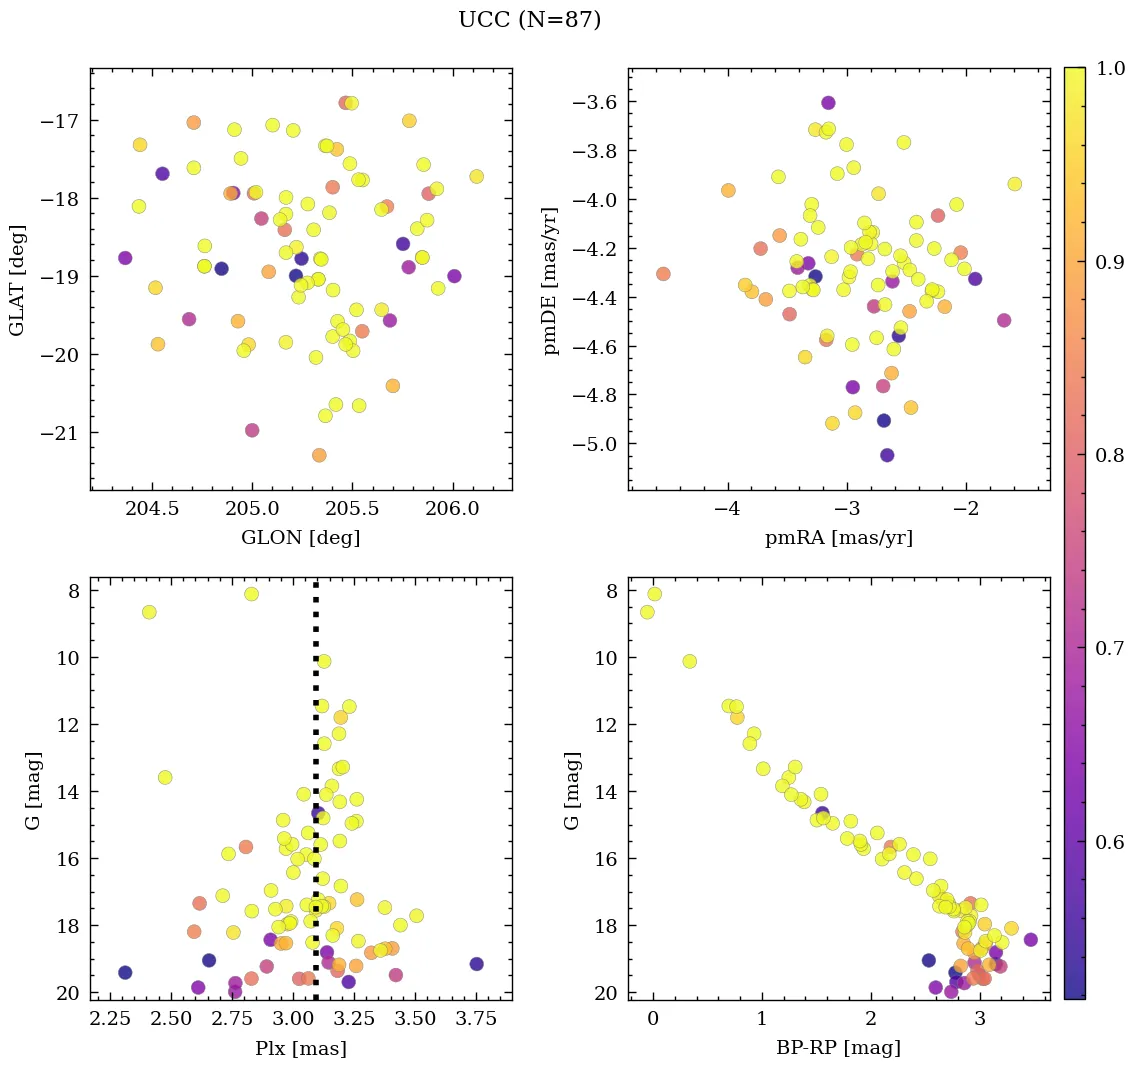 UCC (N=87)
−17
−18
−19
−20
−21
GLAT [deg]
204.5 205.0 205.5 206.0
GLON [deg]
−3.6
−3.8
−4.0
−4.2
−4.4
−4.6
−4.8
−5.0
pmDE [mas/yr]
−4 −3 −2
pmRA [mas/yr]
1.0
0.9
0.8
0.7
0.6
8
10
12
14
16
18
20
G [mag]
2.25 2.50 2.75 3.00 3.25 3.50 3.75
Plx [mas]
8
10
12
14
16
18
20
G [mag]
0 1 2 3
BP-RP [mag]